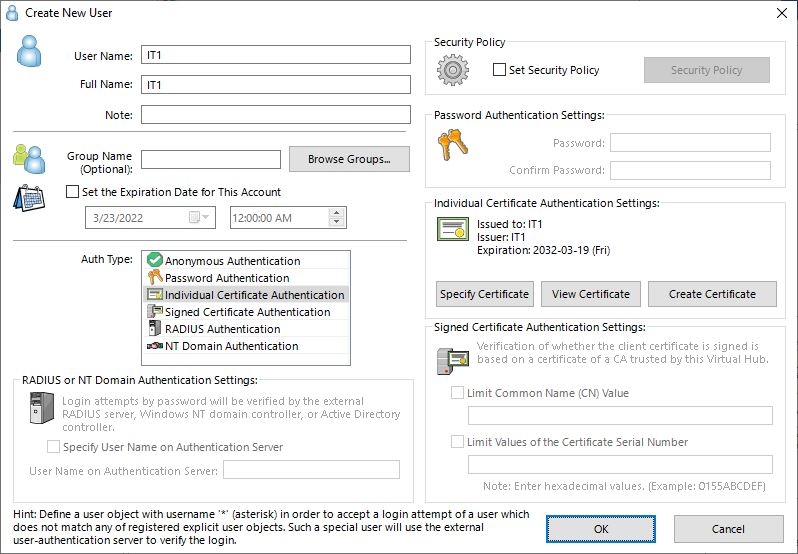 Create New User
User Name:
IT1
Full Name:
IT1
Note:
Group Name
(Optional):
Browse Groups...
Set the Expiration Date for This Account
3/23/2022
12:00:00 AM
Auth Type:
Anonymous Authentication
Password Authentication
Individual Certificate Authentication
Signed Certificate Authentication
RADIUS Authentication
NT Domain Authentication
RADIUS or NT Domain Authentication Settings:
Login attempts by password will be verified by the external
RADIUS server, Windows NT domain controller, or Active Directory
controller.
Specify User Name on Authentication Server
User Name on Authentication Server:
Hint: Define a user object with username '*' (asterisk) in order to accept a login attempt of a user which
does not match any of registered explicit user objects. Such a special user will use the external
user-authentication server to verify the login.
Security Policy
Set Security Policy
Security Policy
Password Authentication Settings:
Password:
Confirm Password:
Individual Certificate Authentication Settings:
Issued to: IT1
Issuer: IT1
Expiration: 2032-03-19 (Fri)
Specify Certificate
View Certificate
Create Certificate
Signed Certificate Authentication Settings:
Verification of whether the client certificate is signed is
based on a certificate of a CA trusted by this Virtual Hub.
Limit Common Name (CN) Value
Limit Values of the Certificate Serial Number
Note: Enter hexadecimal values. (Example: 0155ABCDEF)
OK
Cancel